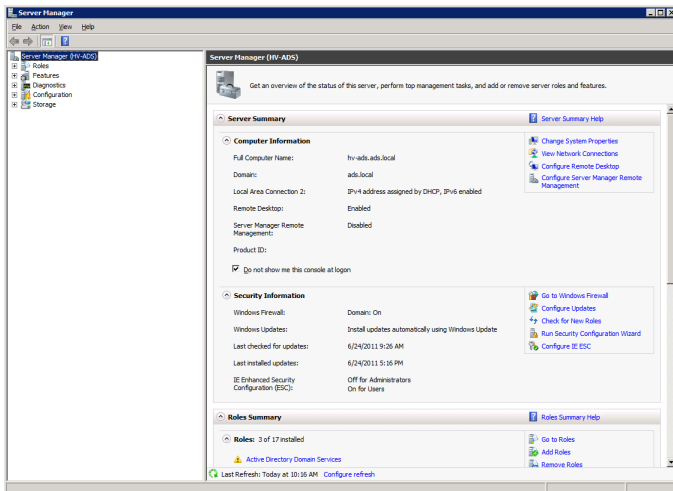 Server Manager
File Action View Help
Server Manager (HV-ADS)
Roles
Features
Diagnostics
Configuration
Storage
Server Manager (HV-ADS)
Get an overview of the status of this server, perform top management tasks, and add or remove server roles and features.
Server Summary
Server Summary Help
Computer Information
Full Computer Name: hv-ads.ads.local
Domain: ads.local
Local Area Connection 2: IPv4 address assigned by DHCP, IPv6 enabled
Remote Desktop: Enabled
Server Manager Remote Management: Disabled
Product ID:
Do not show me this console at logon
Change System Properties
View Network Connections
Configure Remote Desktop
Configure Server Manager Remote
Management
Security Information
Windows Firewall: Domain: On
Windows Updates: Install updates automatically using Windows Update
Last checked for updates: 6/24/2011 9:26 AM
Last installed updates: 6/24/2011 5:16 PM
IE Enhanced Security Off for Administrators
Configuration (ESC): On for Users
Go to Windows Firewall
Configure Updates
Check for New Roles
Run Security Configuration Wizard
Configure IE ESC
Roles Summary
Roles Summary Help
Roles: 3 of 17 installed
Active Directory Domain Services
Go to Roles
Add Roles
Remove Roles
Last Refresh: Today at 10:16 AM Configure refresh